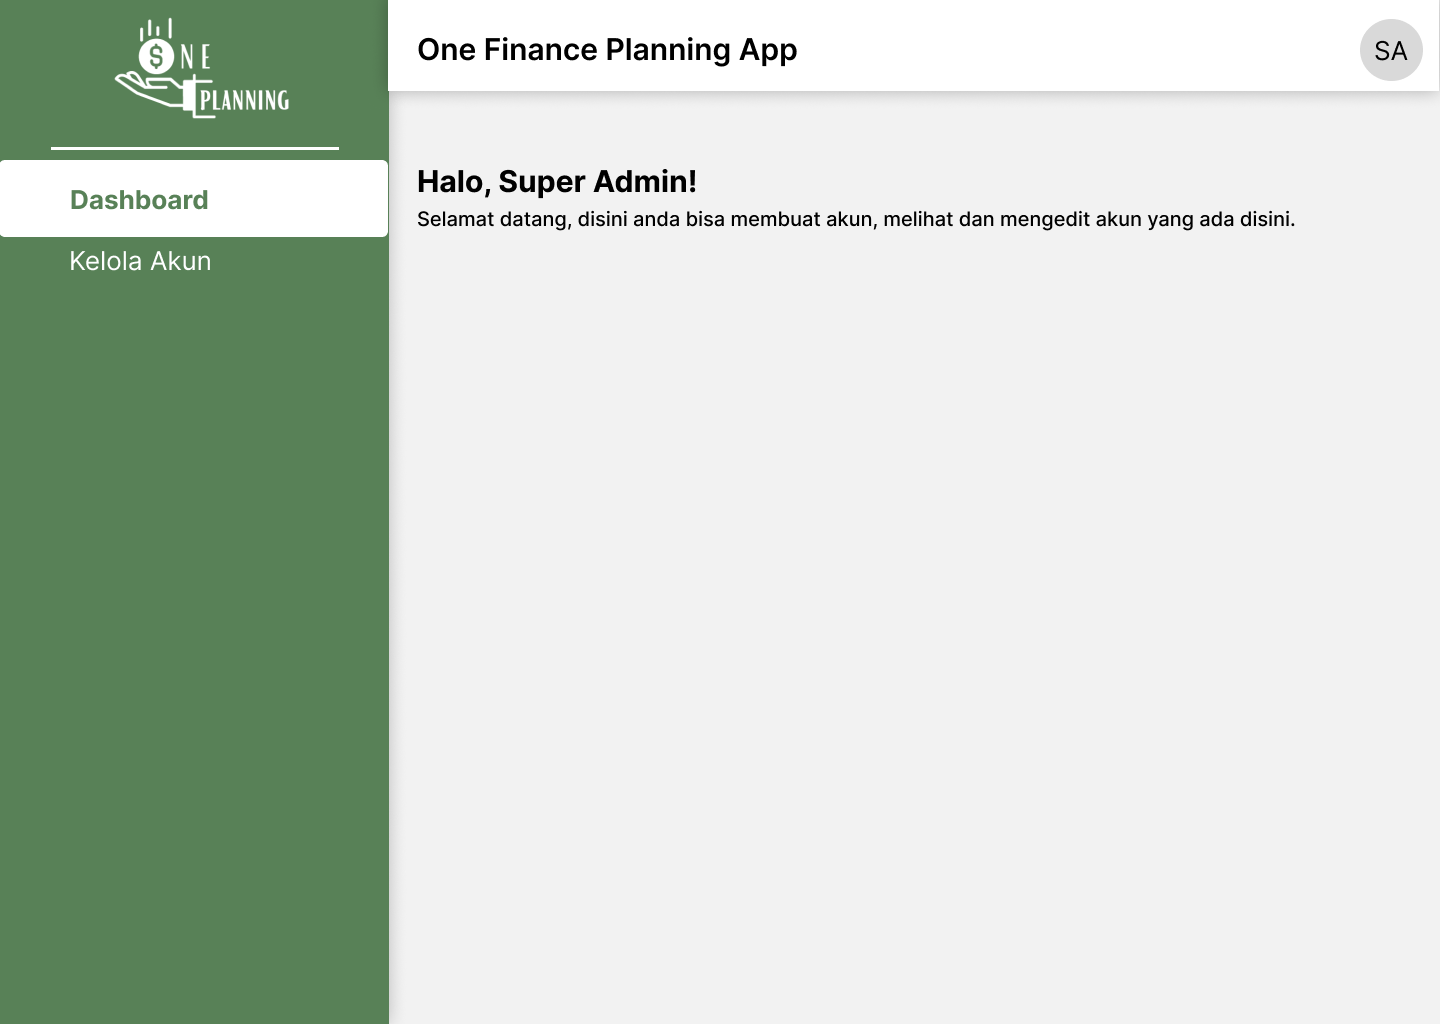 $NE
PLANNING
One Finance Planning App
SA
Dashboard
Kelola Akun
Halo, Super Admin!
Selamat datang, disini anda bisa membuat akun, melihat dan mengedit akun yang ada disini.